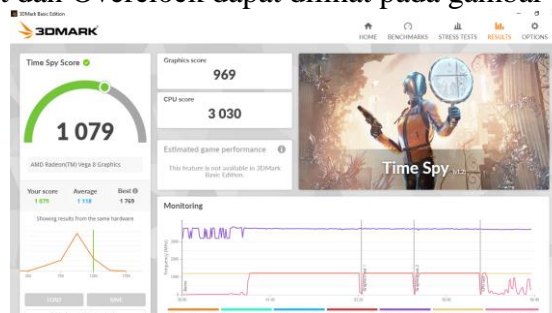 t dan Overclock dapat dilihat pada gambar
3DMark Basic Edition
3DMARK
HOME BENCHMARKS STRESS TESTS RESULTS OPTIONS
Time Spy Score
1 079
AMD Radeon(TM) Vega 8 Graphics
Your score Average Best
1 079 1 118 1 769
Showing results from the same hardware
Graphics score
969
CPU score
3 030
Estimated game performance
This feature is not available in 3DMark
Basic Edition.
Time Spy
Monitoring
Frequency (MHz)